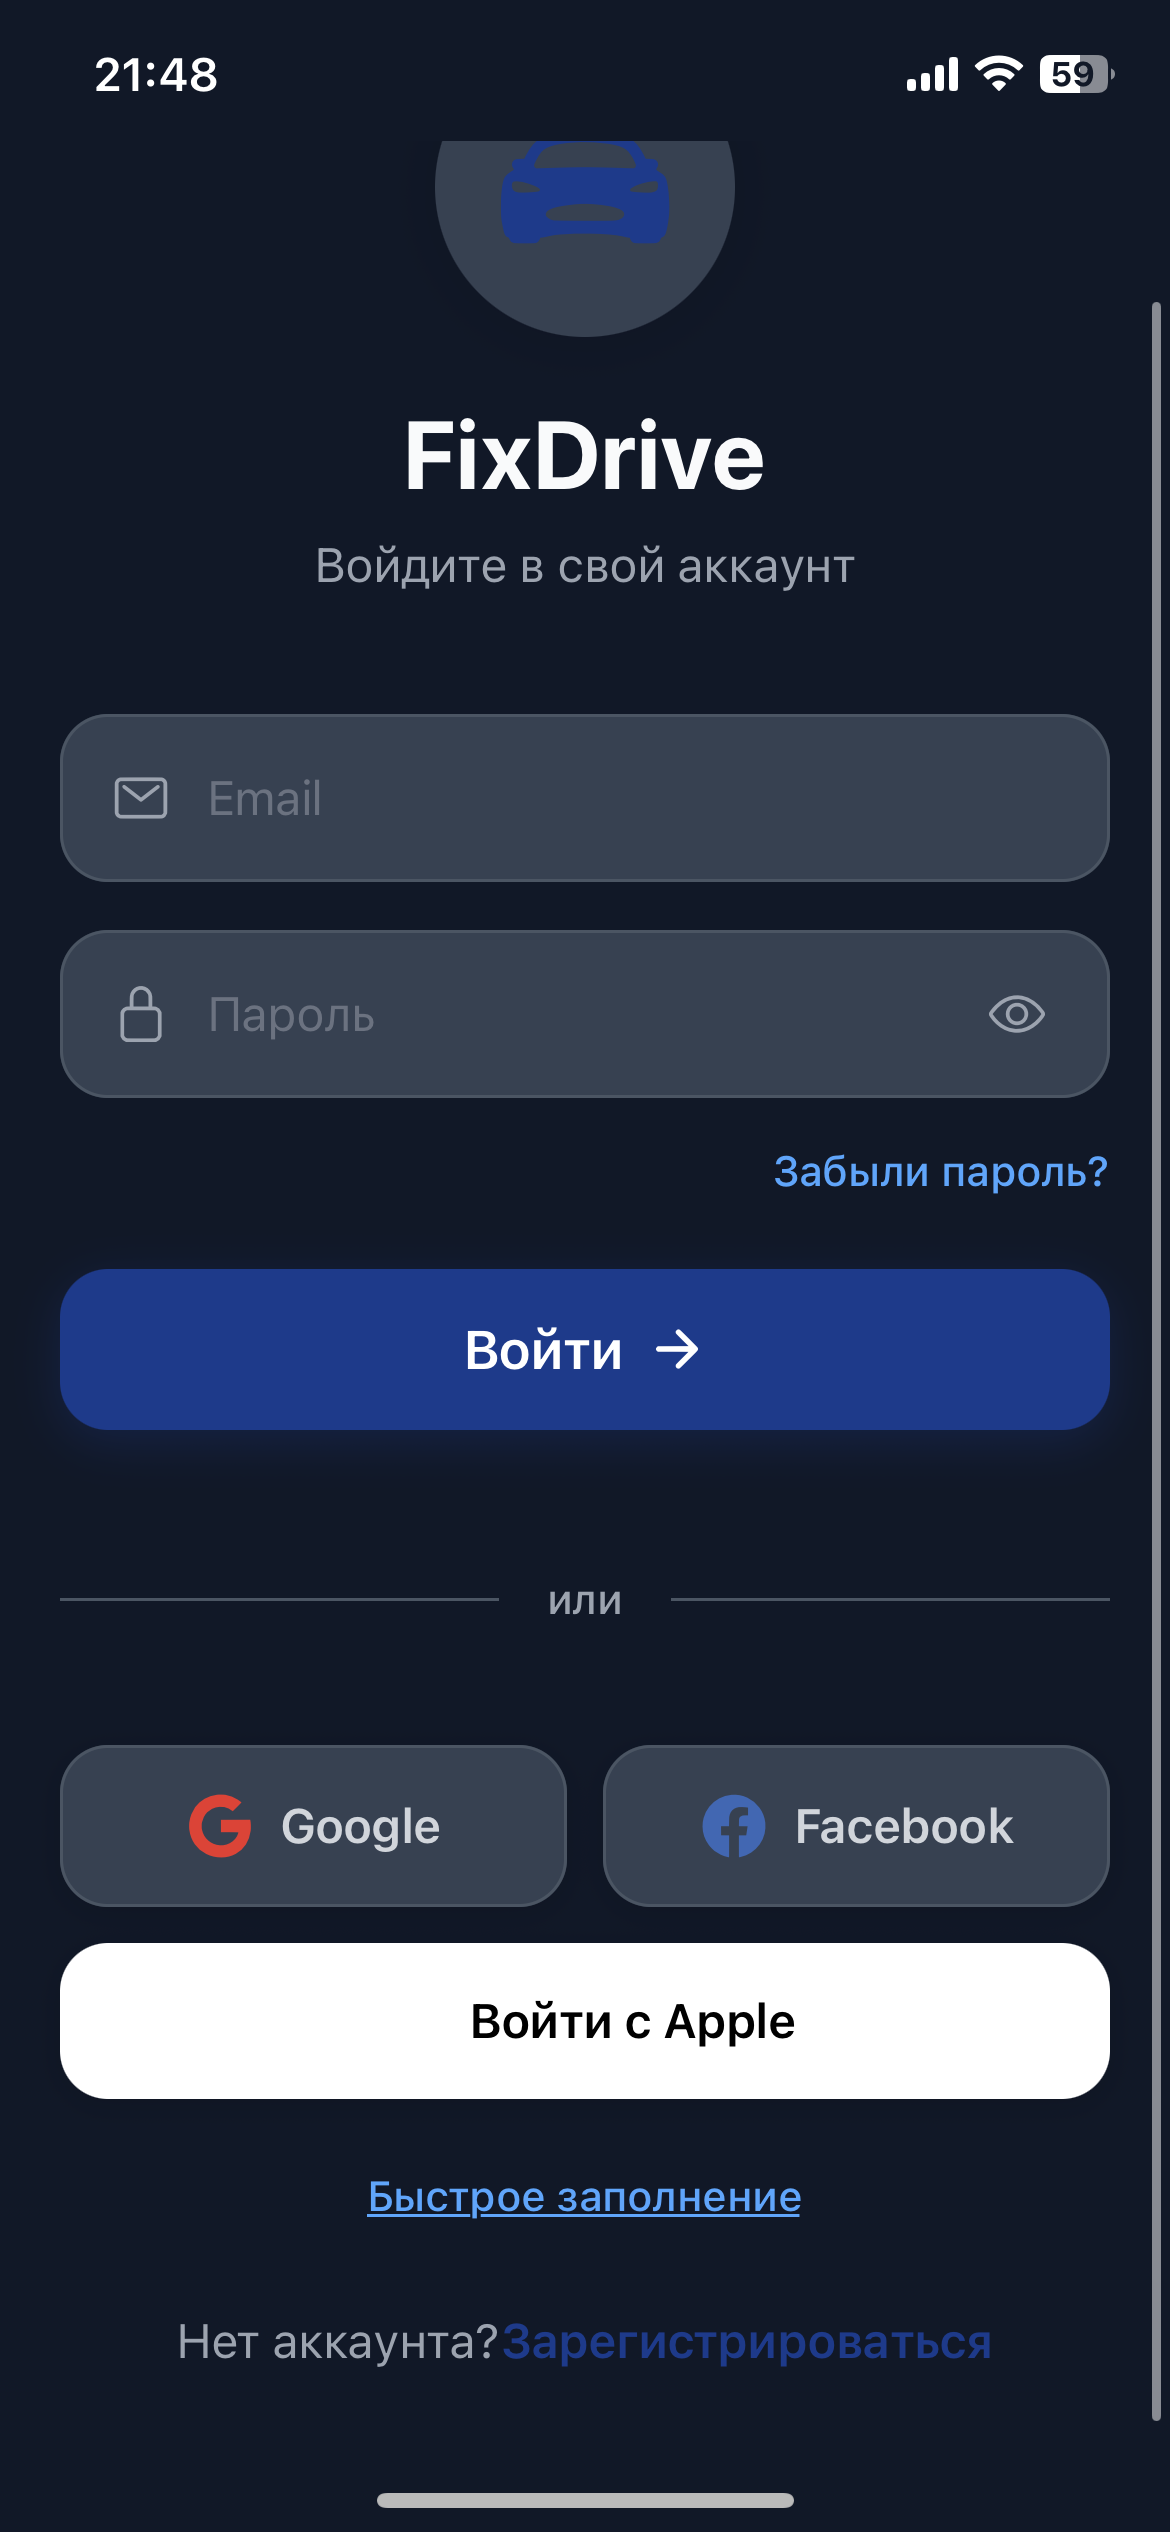 21:48
59
FixDrive
Войдите в свой аккаунт
Email
Пароль
Забыли пароль?
Войти →
или
Google
Facebook
Войти с Apple
Быстрое заполнение
Нет аккаунта?Зарегистрироваться